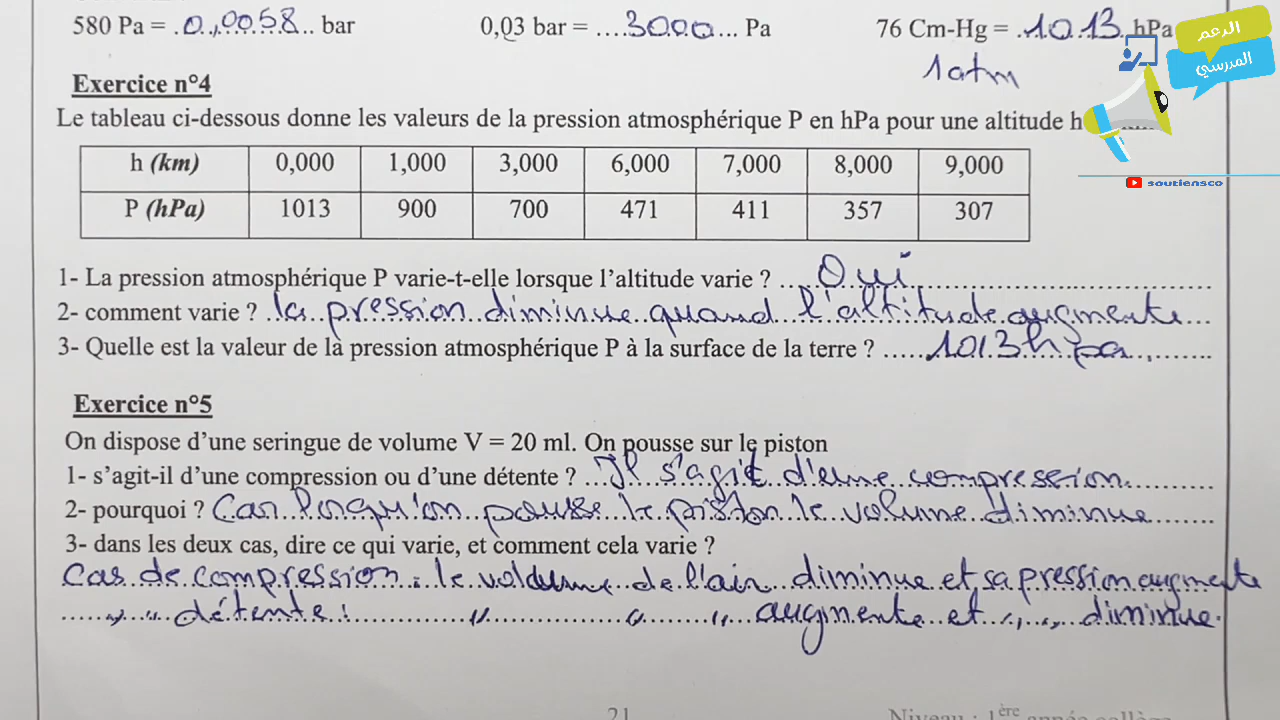 580 Pa = .0,0058.. bar 0,03 bar = ....3000... Pa 76 Cm-Hg = .1013. hPa
1atm
الدعم
المدرسي
soutiensco
Exercice n°4
Le tableau ci-dessous donne les valeurs de la pression atmosphérique P en hPa pour une altitude h
h (km) 0,000 1,000 3,000 6,000 7,000 8,000 9,000
P (hPa) 1013 900 700 471 411 357 307
1- La pression atmosphérique P varie-t-elle lorsque l'altitude varie ? ....Oui....
2- comment varie ? ..la pression diminue quand l'altitude augmente...
3- Quelle est la valeur de la pression atmosphérique P à la surface de la terre ? .....1013 hpa.......
Exercice n°5
On dispose d'une seringue de volume V = 20 ml. On pousse sur le piston
1- s'agit-il d'une compression ou d'une détente ? ..Il s'agit d'une compression..........
2- pourquoi ? Car lorsqu'on pousse le piston le volume diminue.......
3- dans les deux cas, dire ce qui varie, et comment cela varie ?
Cas de compression : le volume de l'air diminue et sa pression augmente
...... " " détente : ........ " ........ " ...... " ... augmente et " " diminue.
21 Niveau : 1ère année collège